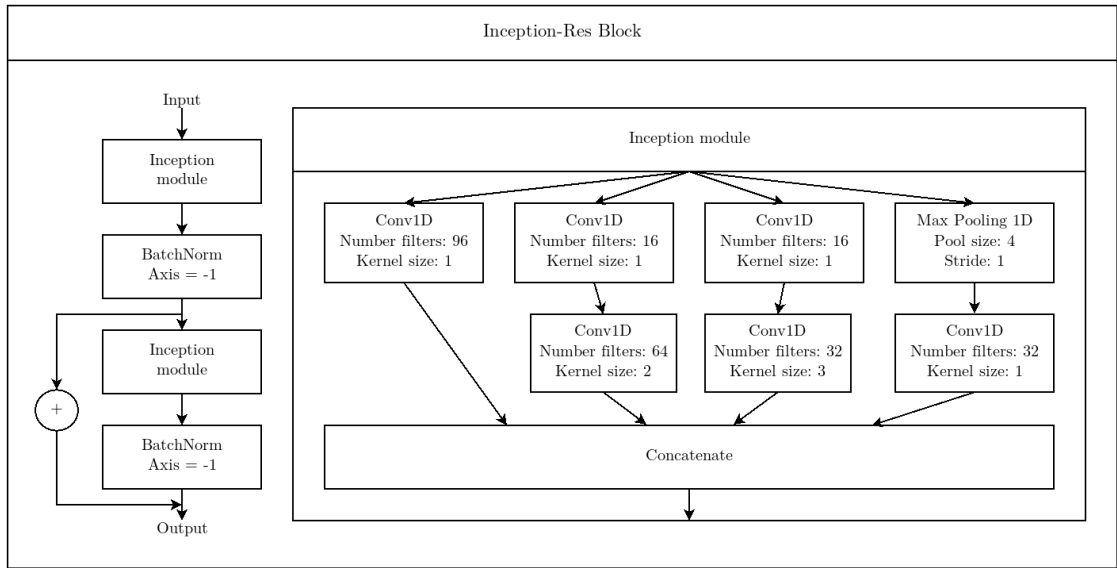 Inception-Res Block
Input
Inception
module
BatchNorm
Axis = -1
Inception
module
+
BatchNorm
Axis = -1
Output
Inception module
Conv1D
Number filters: 96
Kernel size: 1
Conv1D
Number filters: 16
Kernel size: 1
Conv1D
Number filters: 16
Kernel size: 1
Max Pooling 1D
Pool size: 4
Stride: 1
Conv1D
Number filters: 64
Kernel size: 2
Conv1D
Number filters: 32
Kernel size: 3
Conv1D
Number filters: 32
Kernel size: 1
Concatenate